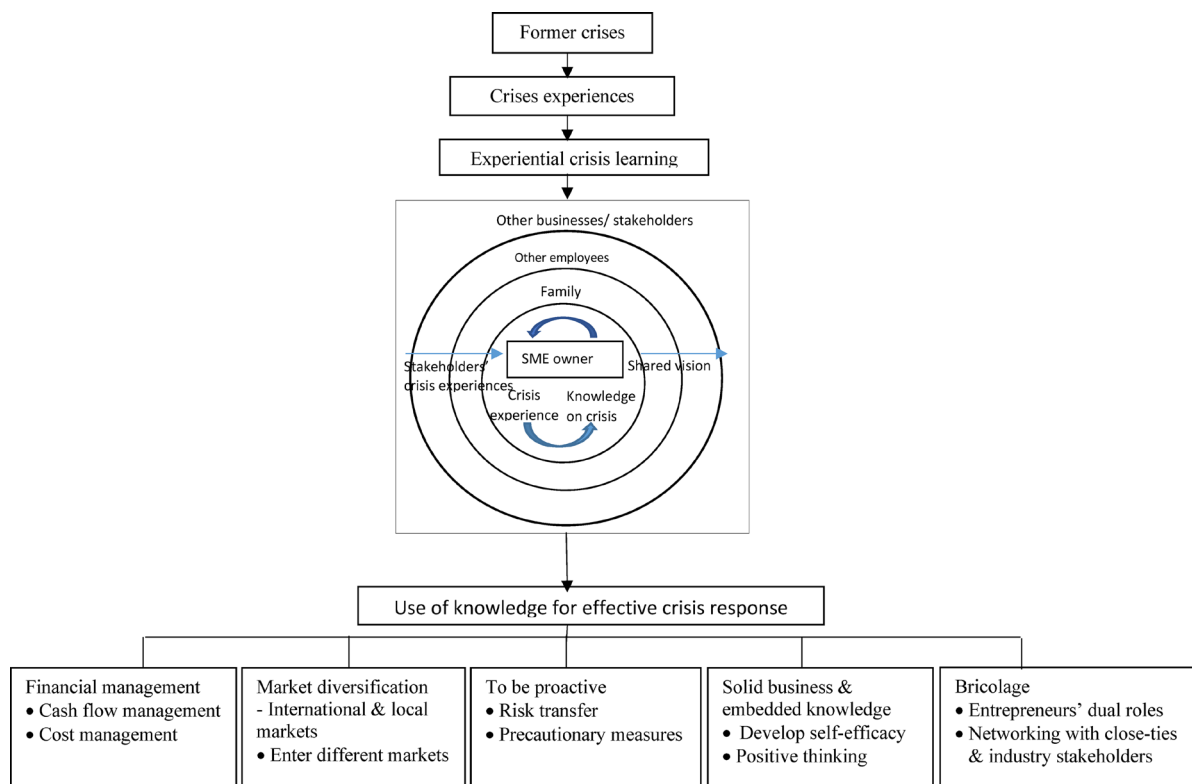 Former crises
Crises experiences
Experiential crisis learning
Other businesses/ stakeholders
Other employees
Family
SME owner
Stakeholders'
crisis experiences
Shared vision
Crisis
experience
Knowledge
on crisis
Use of knowledge for effective crisis response
Financial management
• Cash flow management
• Cost management
Market diversification
- International & local
markets
• Enter different markets
To be proactive
• Risk transfer
• Precautionary measures
Solid business &
embedded knowledge
• Develop self-efficacy
• Positive thinking
Bricolage
• Entrepreneurs' dual roles
• Networking with close-ties
& industry stakeholders